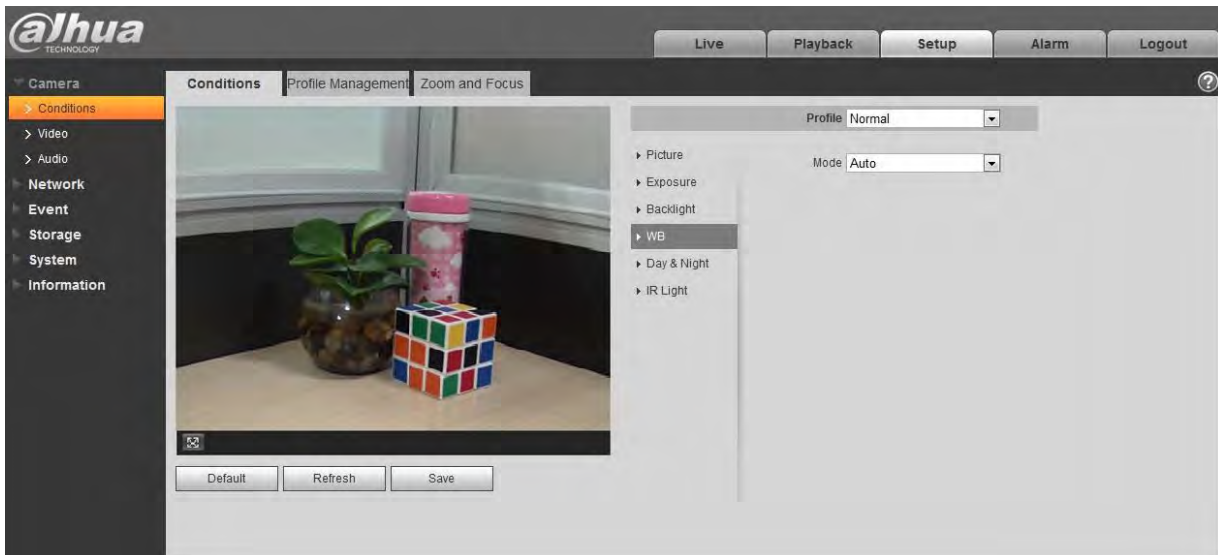 alhua
TECHNOLOGY
Live
Playback
Setup
Alarm
Logout
Camera
Conditions
Video
Audio
Network
Event
Storage
System
Information
Conditions
Profile Management
Zoom and Focus
?
Profile Normal
Picture
Exposure
Backlight
WB
Day & Night
IR Light
Mode Auto
Default
Refresh
Save